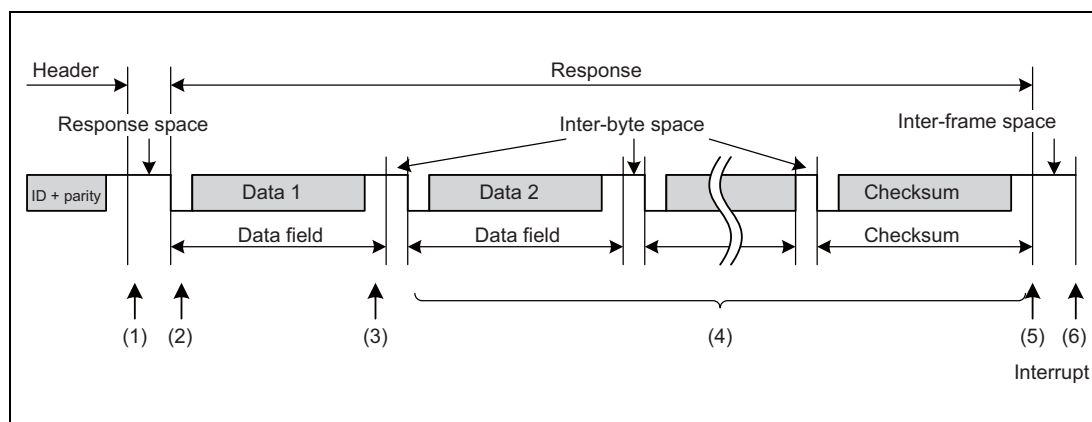 Header
Response
Response space
Inter-byte space
Inter-frame space
ID + parity
Data 1
Data 2
Checksum
Data field
Data field
Checksum
(1)
(2)
(3)
(4)
(5)
(6)
Interrupt